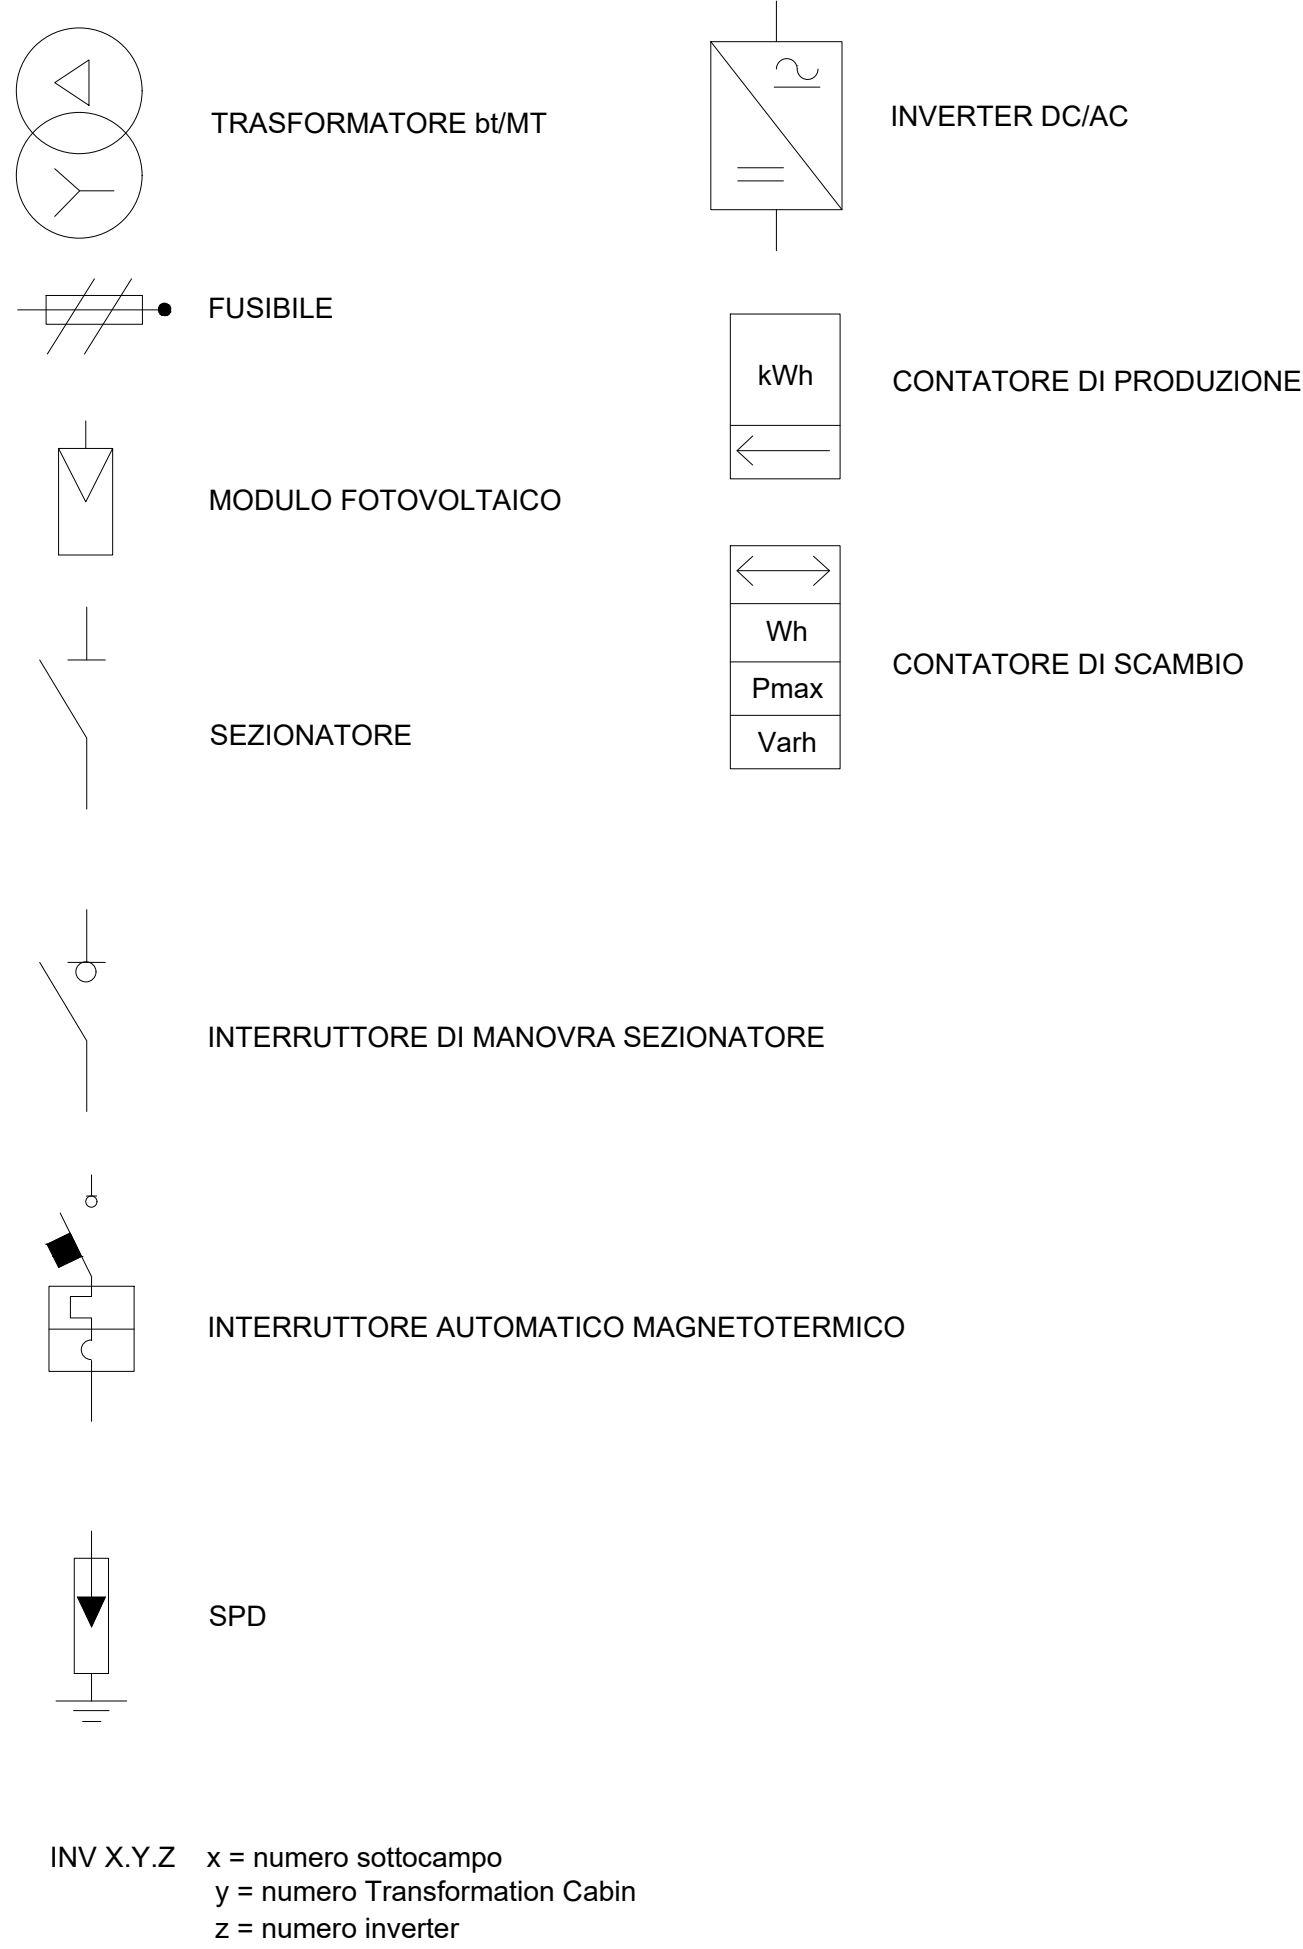 TRASFORMATORE bt/MT
FUSIBILE
MODULO FOTOVOLTAICO
SEZIONATORE
INTERRUTTORE DI MANOVRA SEZIONATORE
INTERRUTTORE AUTOMATICO MAGNETOTERMICO
SPD
INVERTER DC/AC
kWh
CONTATORE DI PRODUZIONE
Wh
Pmax
Varh
CONTATORE DI SCAMBIO
INV X.Y.Z x = numero sottocampo
y = numero Transformation Cabin
z = numero inverter